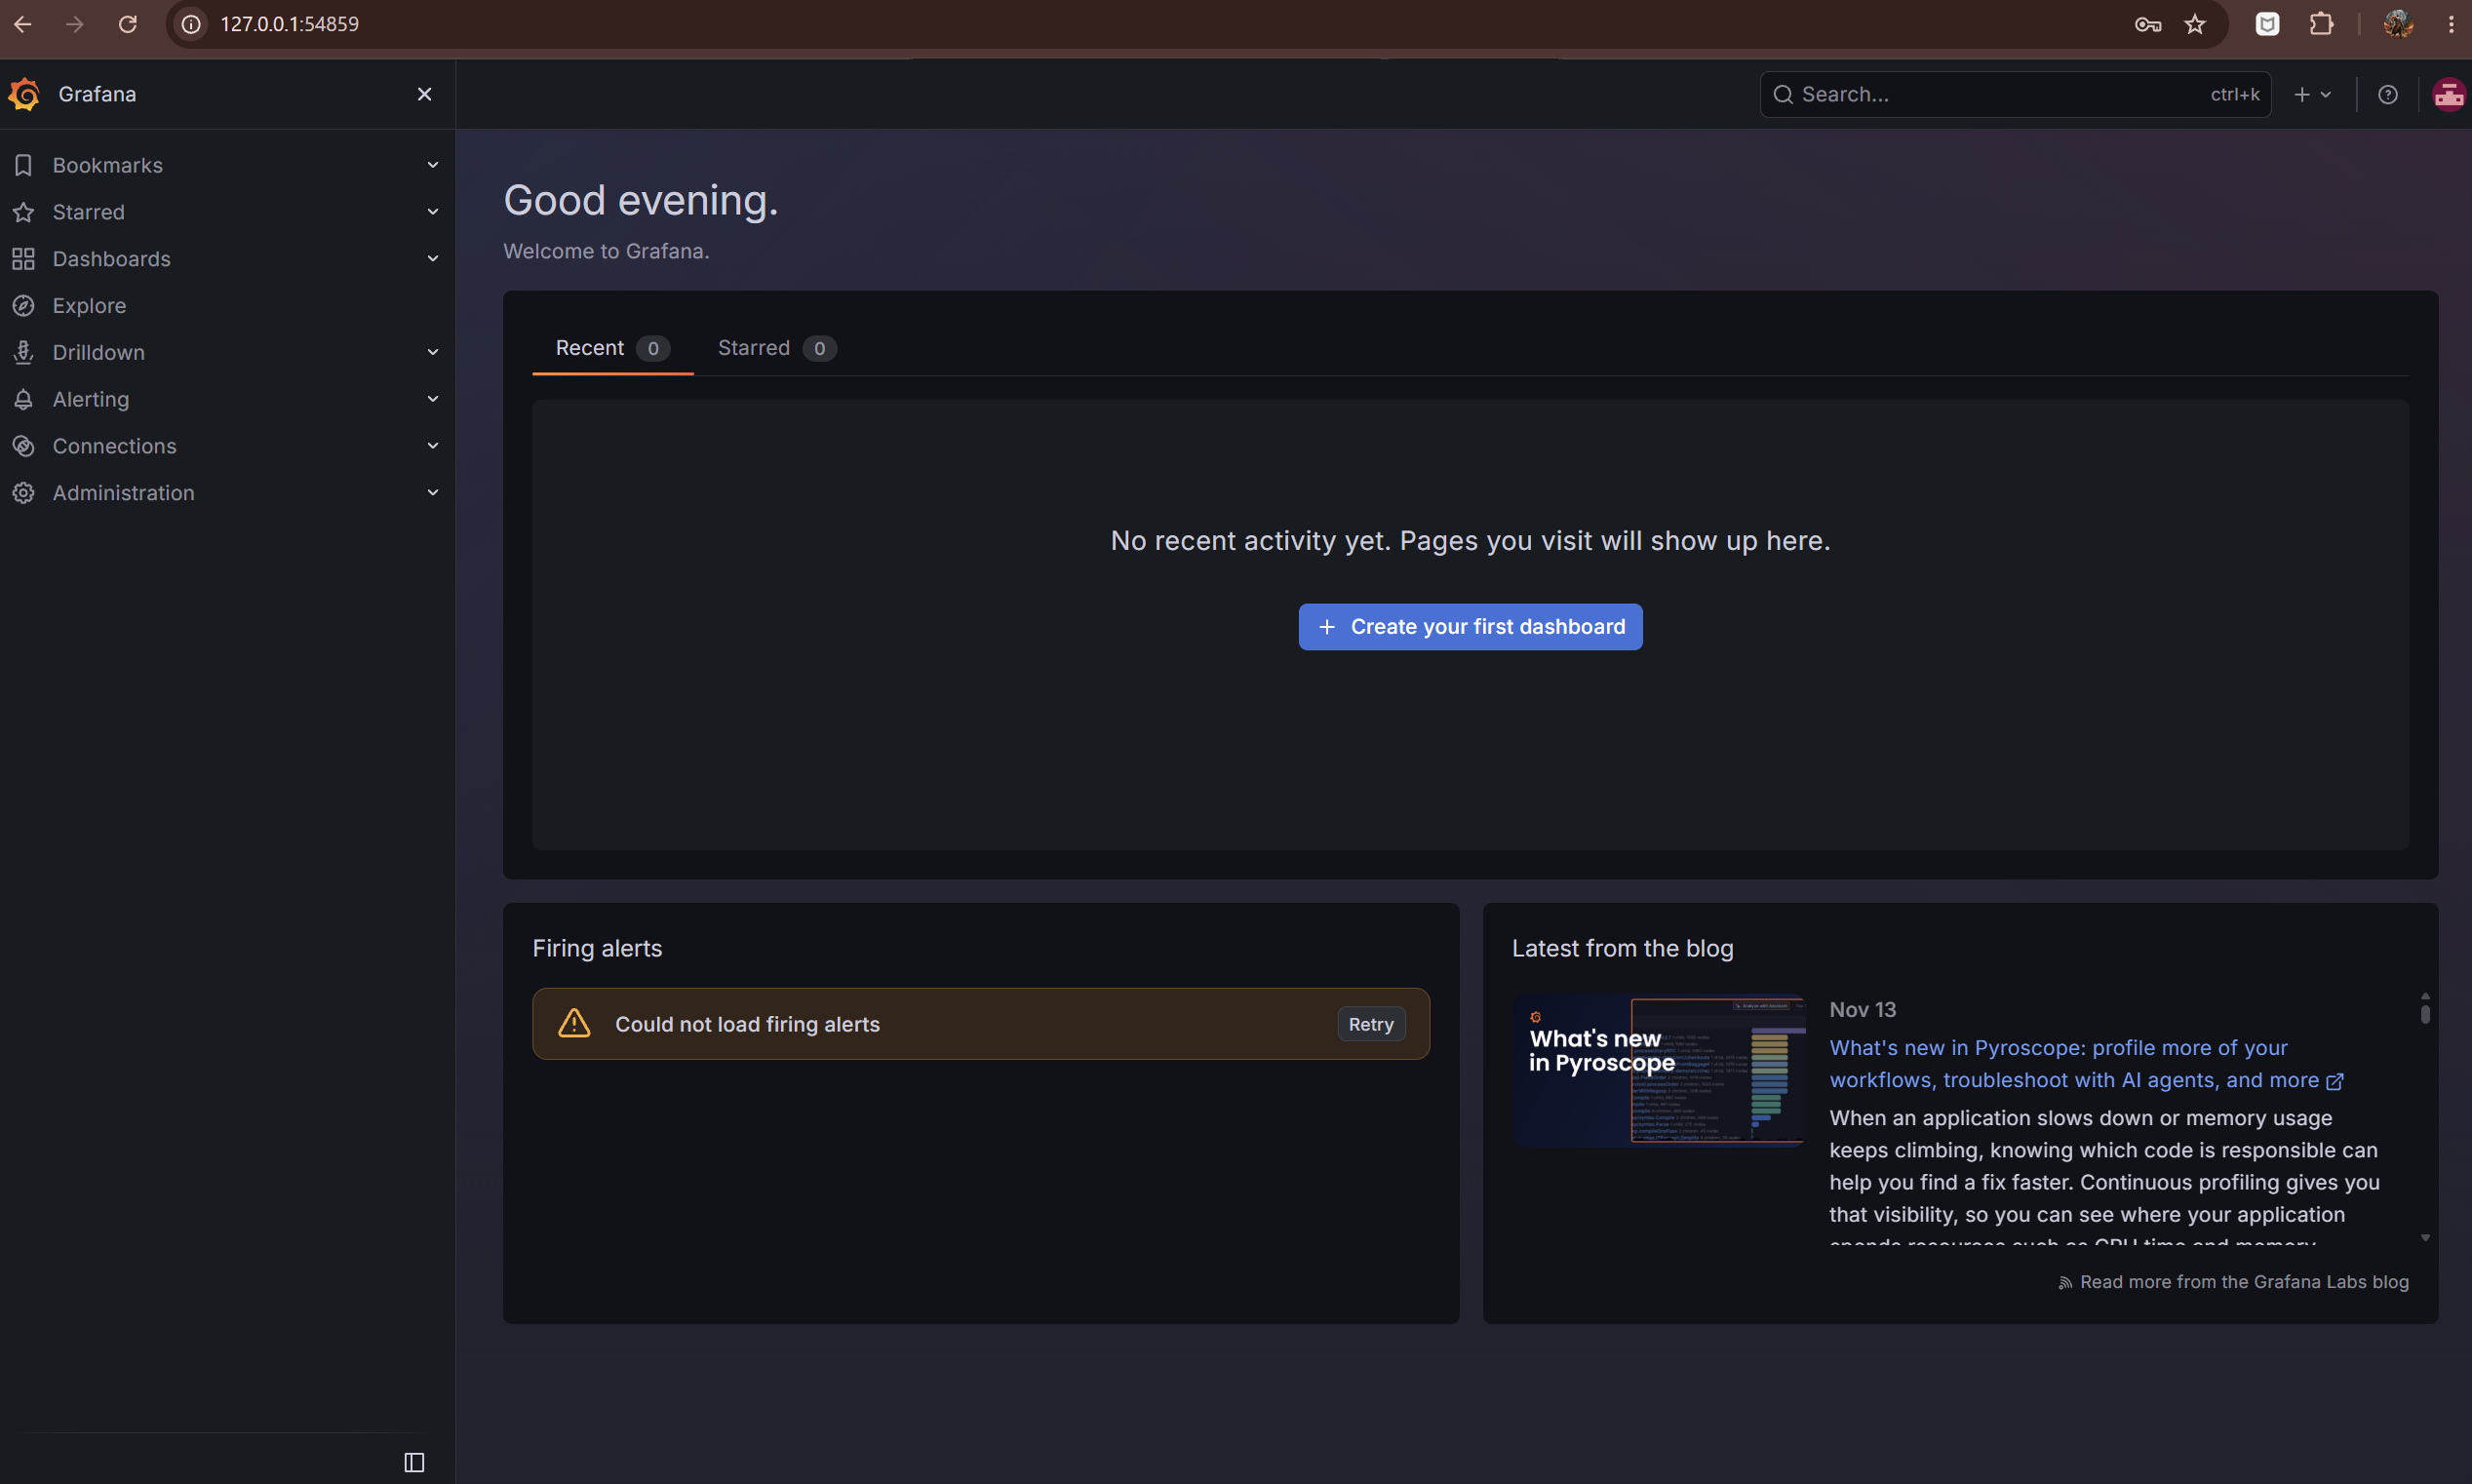 127.0.0.1:54859
Grafana
Search...
ctrl+k
Bookmarks
Starred
Dashboards
Explore
Drilldown
Alerting
Connections
Administration
Good evening.
Welcome to Grafana.
Recent 0
Starred 0
No recent activity yet. Pages you visit will show up here.
+ Create your first dashboard
Firing alerts
Could not load firing alerts
Retry
Latest from the blog
What's new
in Pyroscope
Nov 13
What's new in Pyroscope: profile more of your
workflows, troubleshoot with AI agents, and more
When an application slows down or memory usage
keeps climbing, knowing which code is responsible can
help you find a fix faster. Continuous profiling gives you
that visibility, so you can see where your application
Read more from the Grafana Labs blog